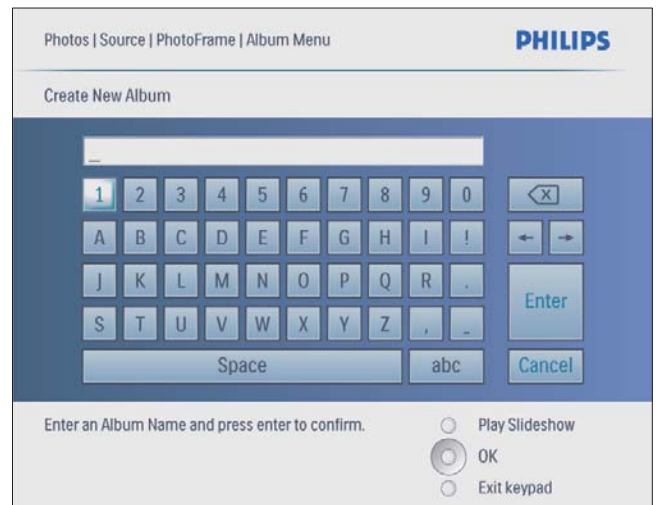 Photos | Source | PhotoFrame | Album Menu
PHILIPS
Create New Album
_
1 2 3 4 5 6 7 8 9 0
A B C D E F G H I !
J K L M N O P Q R .
Enter
S T U V W X Y Z , _
Space abc Cancel
Enter an Album Name and press enter to confirm.
Play Slideshow
OK
Exit keypad